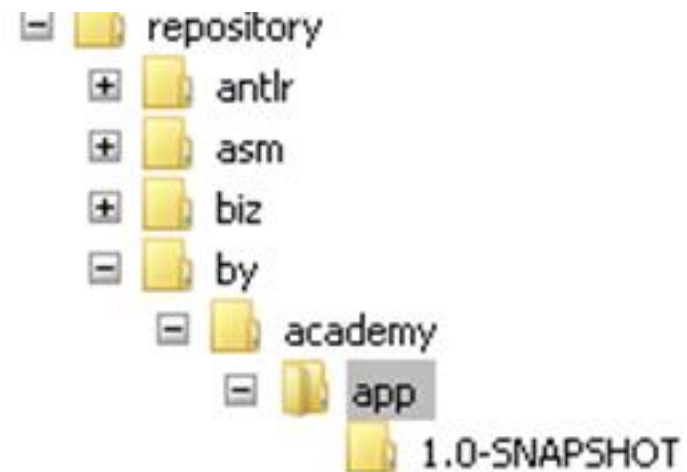 repository
antlr
asm
biz
by
academy
app
1.0-SNAPSHOT